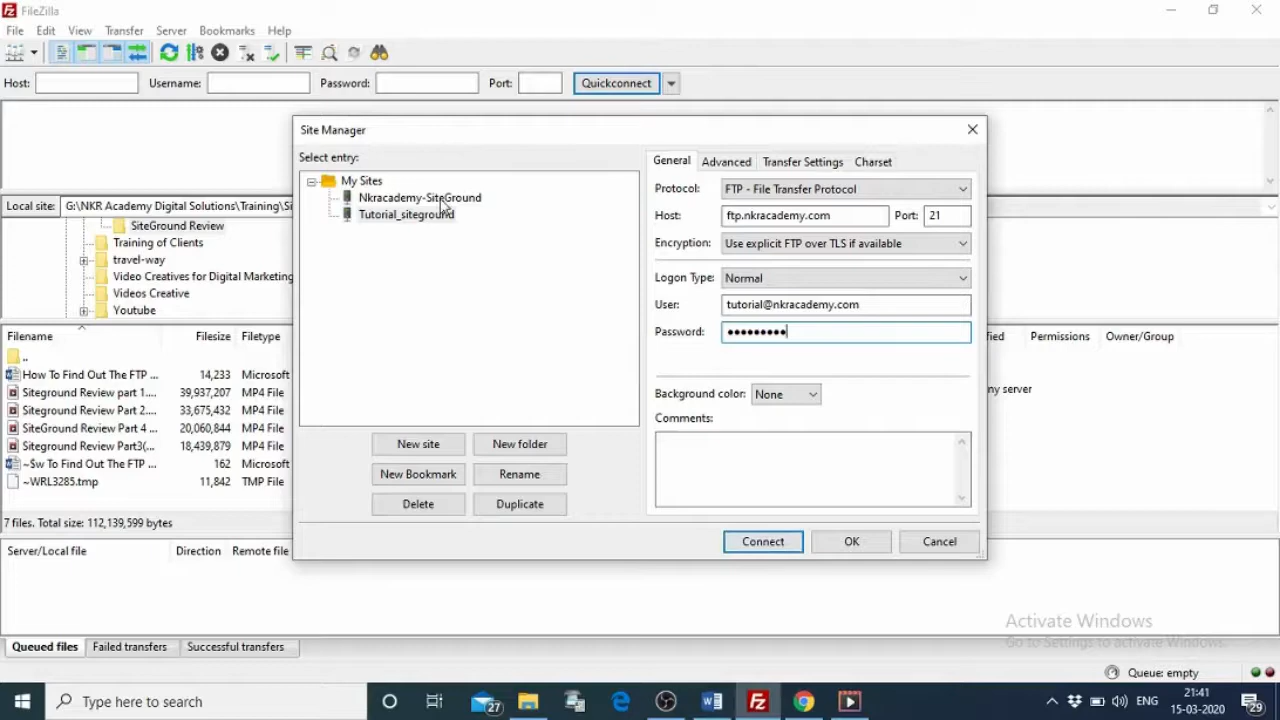 FileZilla
File Edit View Transfer Server Bookmarks Help
Host: Username: Password: Port: Quickconnect
Site Manager
Select entry:
My Sites
Nkracademy-SiteGround
Tutorial_siteground
New site New folder
New Bookmark Rename
Delete Duplicate
General Advanced Transfer Settings Charset
Protocol: FTP - File Transfer Protocol
Host: ftp.nkracademy.com Port: 21
Encryption: Use explicit FTP over TLS if available
Logon Type: Normal
User: tutorial@nkracademy.com
Password: •••••••••
Background color: None
Comments:
Connect OK Cancel
Local site: G:\NKR Academy Digital Solutions\Training\Si
SiteGround Review
Training of Clients
travel-way
Video Creatives for Digital Marketing
Videos Creative
Youtube
Filename Filesize Filetype
..
How To Find Out The FTP ... 14,233 Microsoft
Siteground Review part 1.... 39,937,207 MP4 File
Siteground Review Part 2.... 33,675,432 MP4 File
SiteGround Review Part 4 ... 20,060,844 MP4 File
Siteground Review Part3(... 18,439,879 MP4 File
~$w To Find Out The FTP ... 162 Microsoft
~WRL3285.tmp 11,842 TMP File
7 files. Total size: 112,139,599 bytes
ied Permissions Owner/Group
ny server
Server/Local file Direction Remote file
Activate Windows
Go to Settings to activate Windows.
Queued files Failed transfers Successful transfers
Queue: empty
Type here to search
27
ENG
21:41
15-03-2020
29